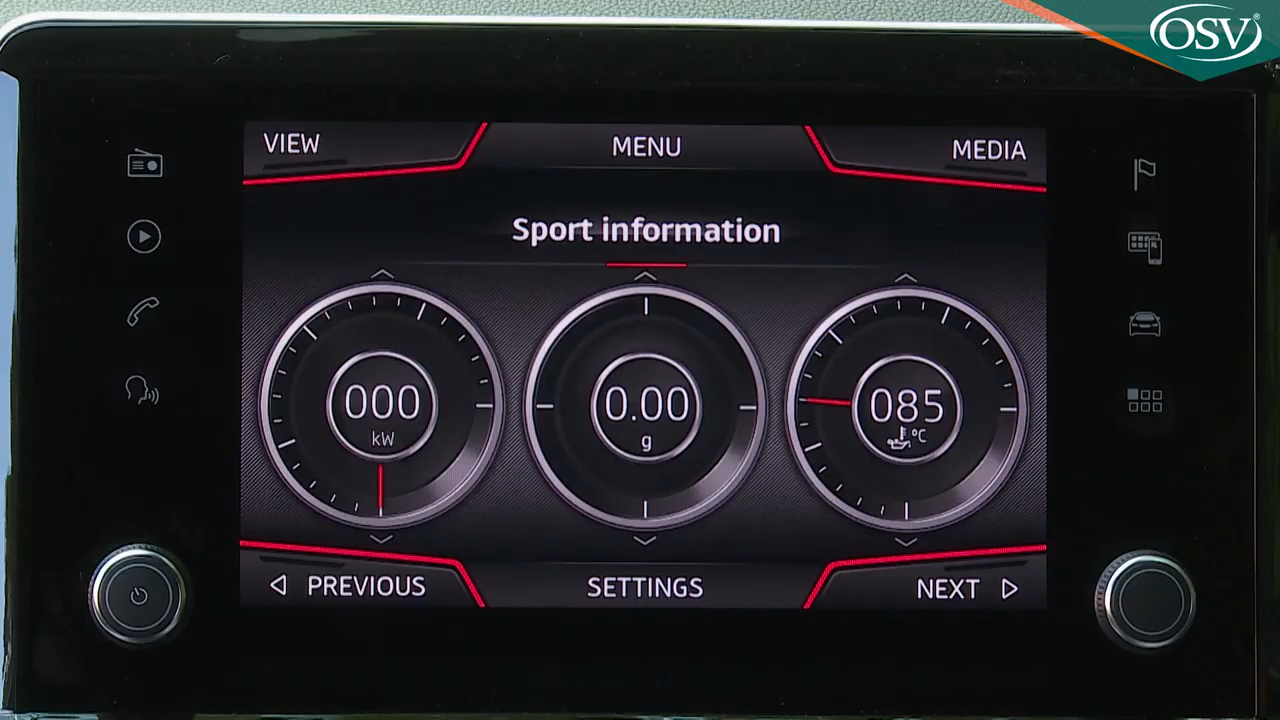 OSV®
VIEW
MENU
MEDIA
Sport information
000
kW
0.00
g
085
°C
PREVIOUS
SETTINGS
NEXT